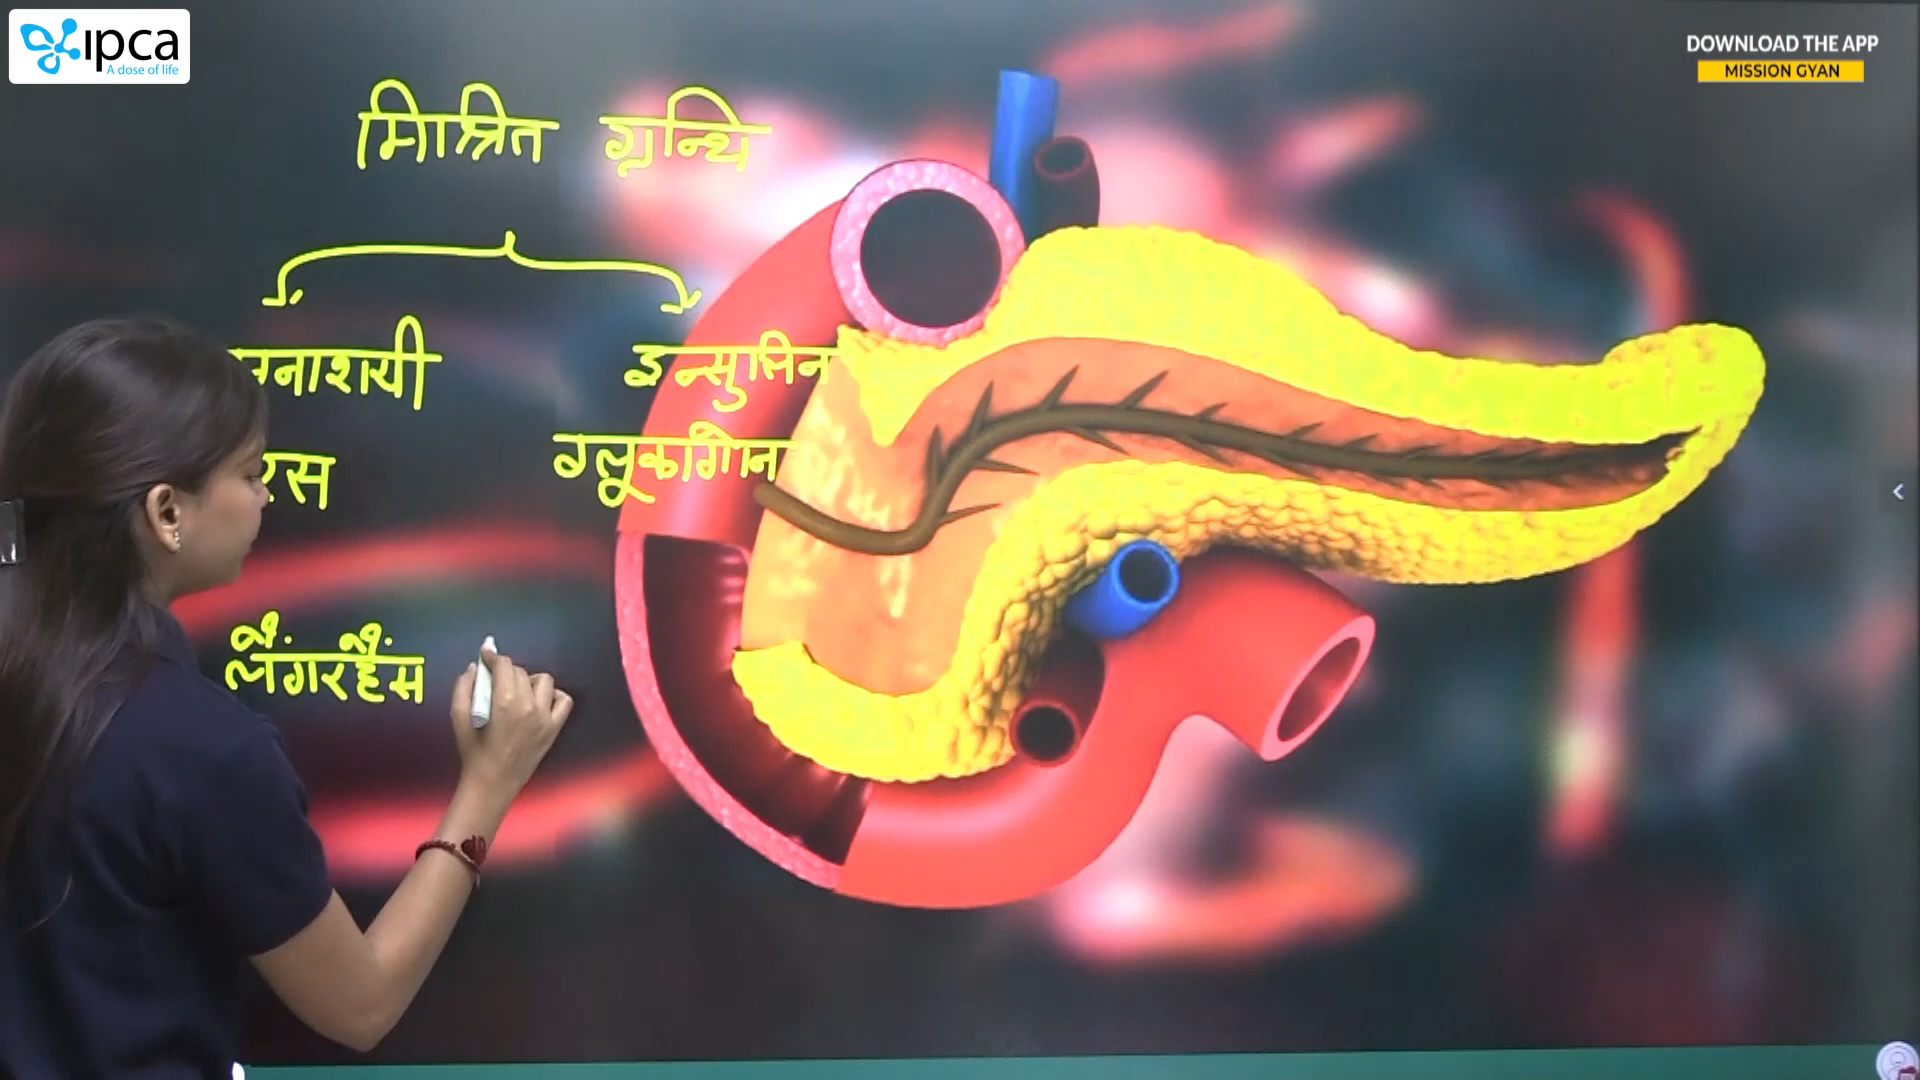 ipca
A dose of life
DOWNLOAD THE APP
MISSION GYAN
मिश्रित ग्रन्थि
ग्नाशयी
इन्सुलिन
रस
ग्लूकागॉन
लैंगरहैंस